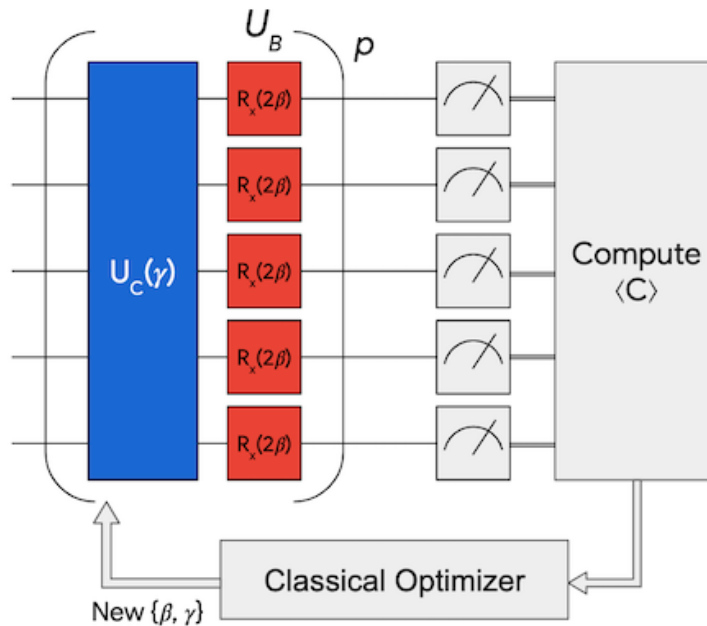 U_B
p
R_x(2β)
R_x(2β)
U_C(γ)
R_x(2β)
R_x(2β)
R_x(2β)
Compute
⟨C⟩
Classical Optimizer
New {β, γ}